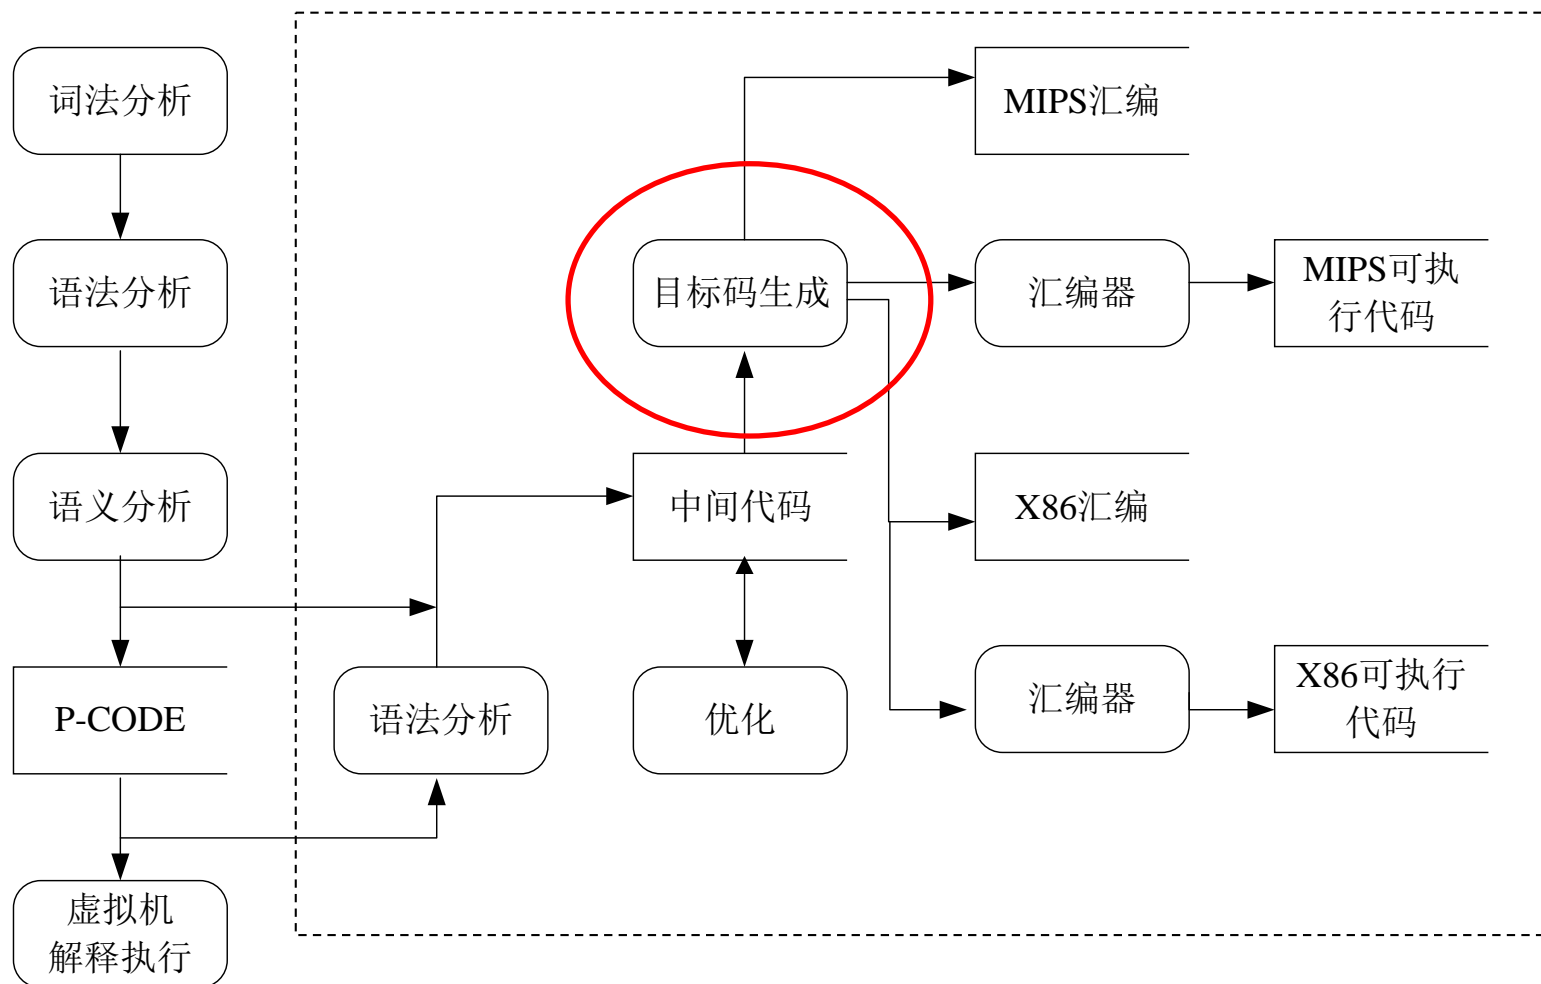 词法分析
MIPS汇编
语法分析
目标码生成
汇编器
MIPS可执
行代码
语义分析
中间代码
X86汇编
P-CODE
语法分析
优化
汇编器
X86可执行
代码
虚拟机
解释执行